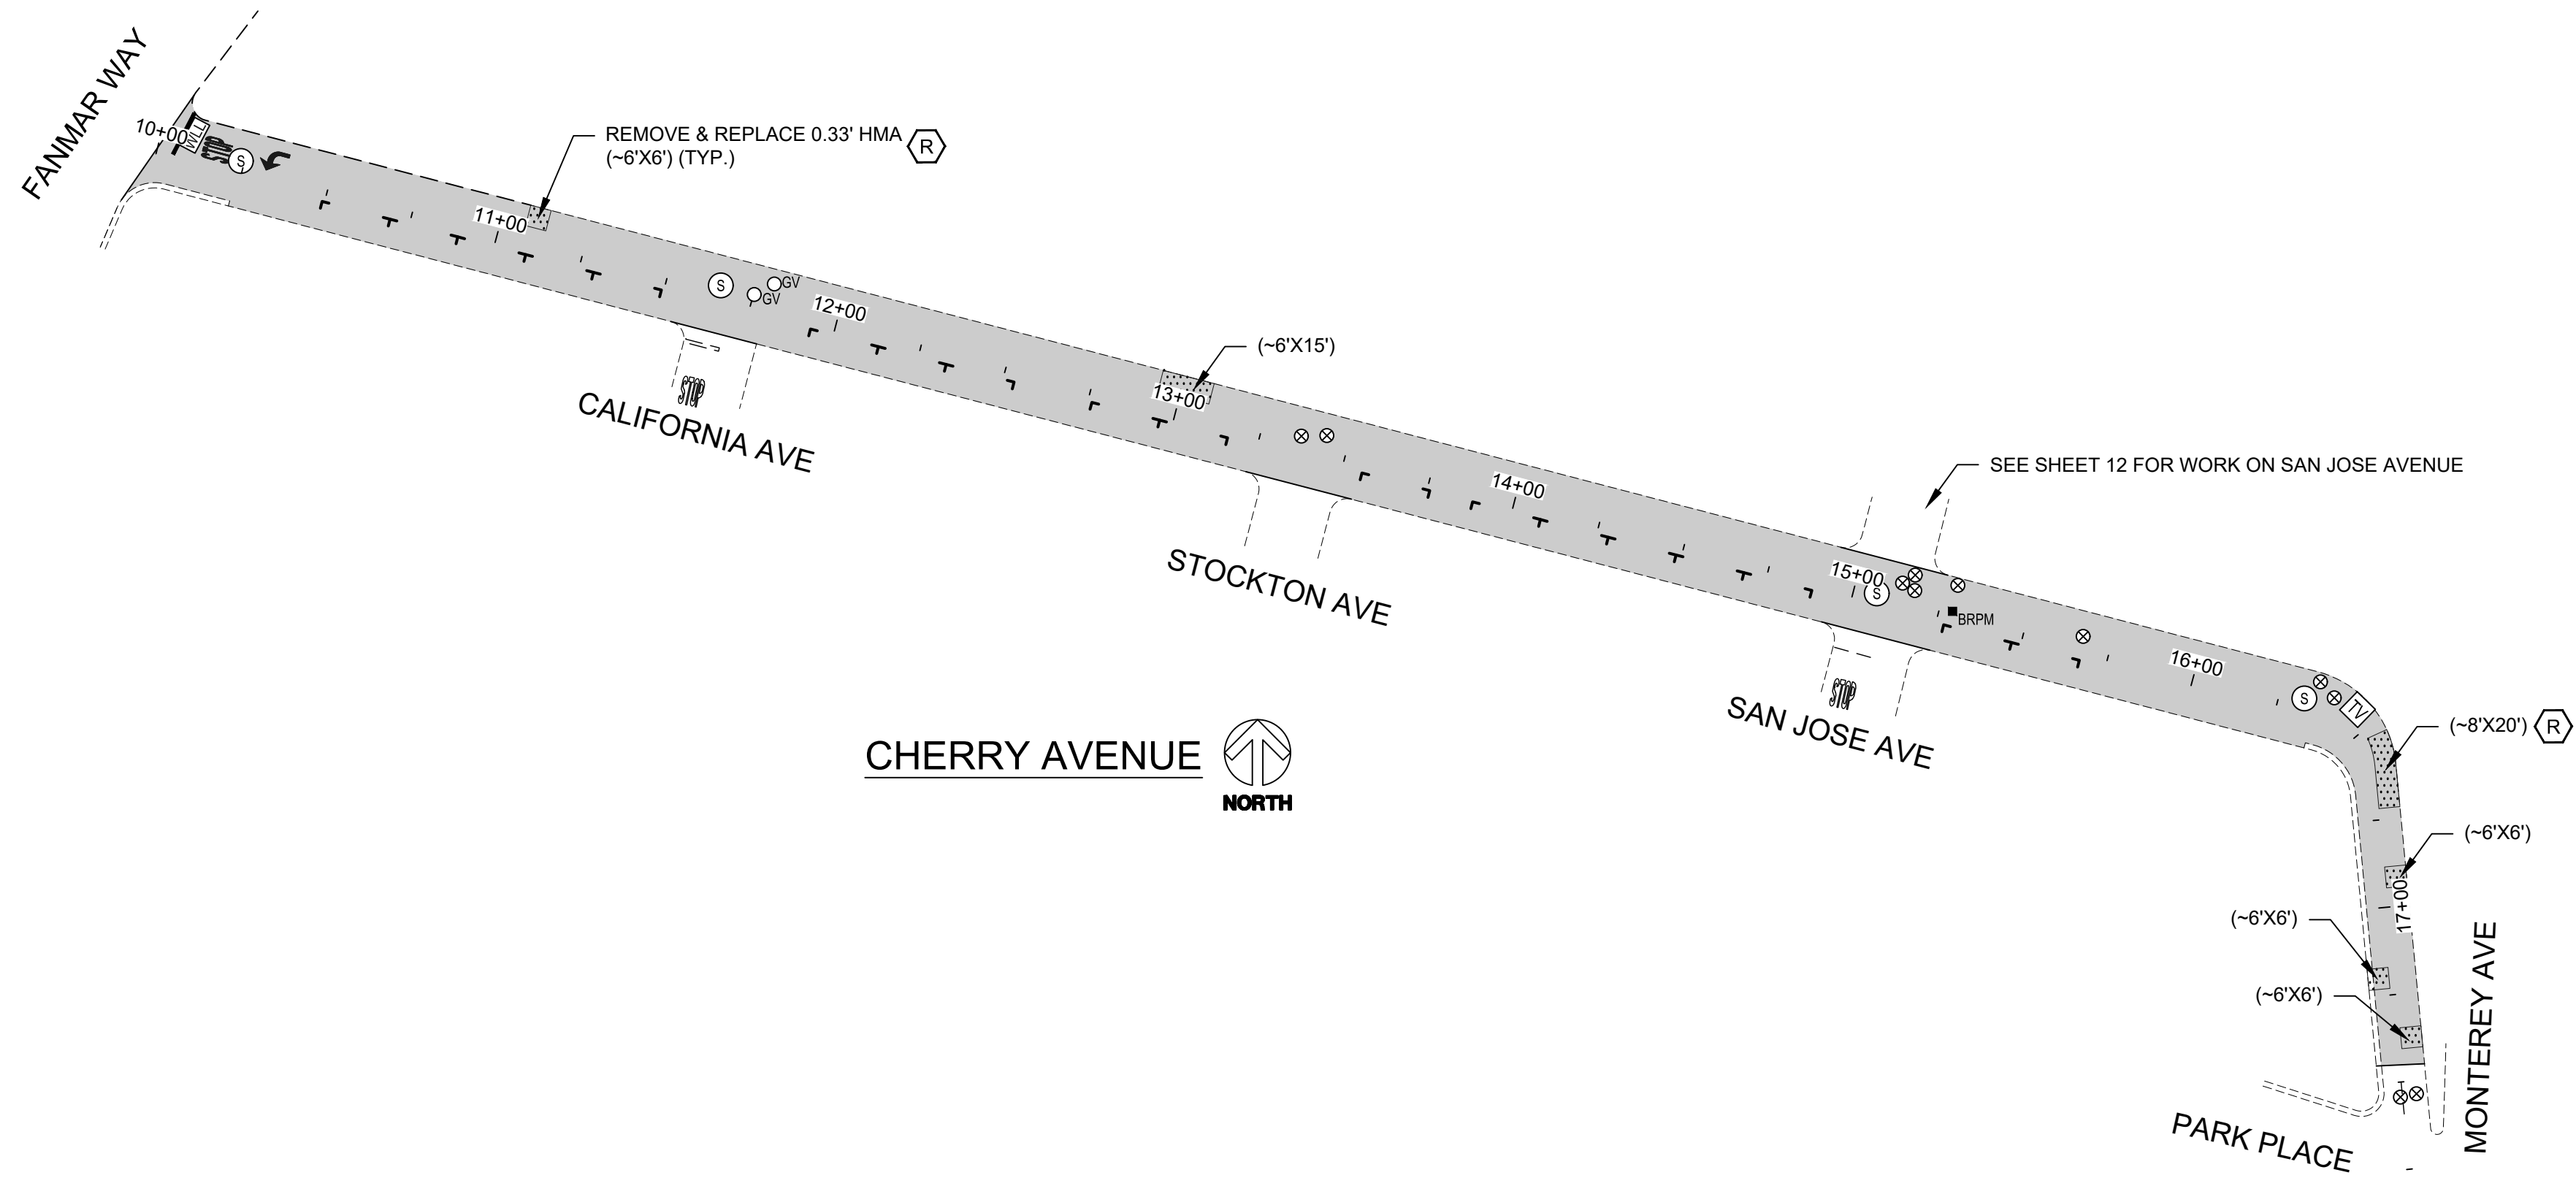 FANMAR WAY
10+00
WLL
STOP
S
REMOVE & REPLACE 0.33' HMA
(~6'X6') (TYP.)
R
11+00
S
GV
GV
12+00
STOP
CALIFORNIA AVE
(~6'X15')
13+00
STOCKTON AVE
14+00
SEE SHEET 12 FOR WORK ON SAN JOSE AVENUE
15+00
S
BRPM
STOP
SAN JOSE AVE
16+00
S
TV
CHERRY AVENUE
NORTH
(~8'X20')
R
(~6'X6')
17+00
(~6'X6')
(~6'X6')
MONTEREY AVE
PARK PLACE